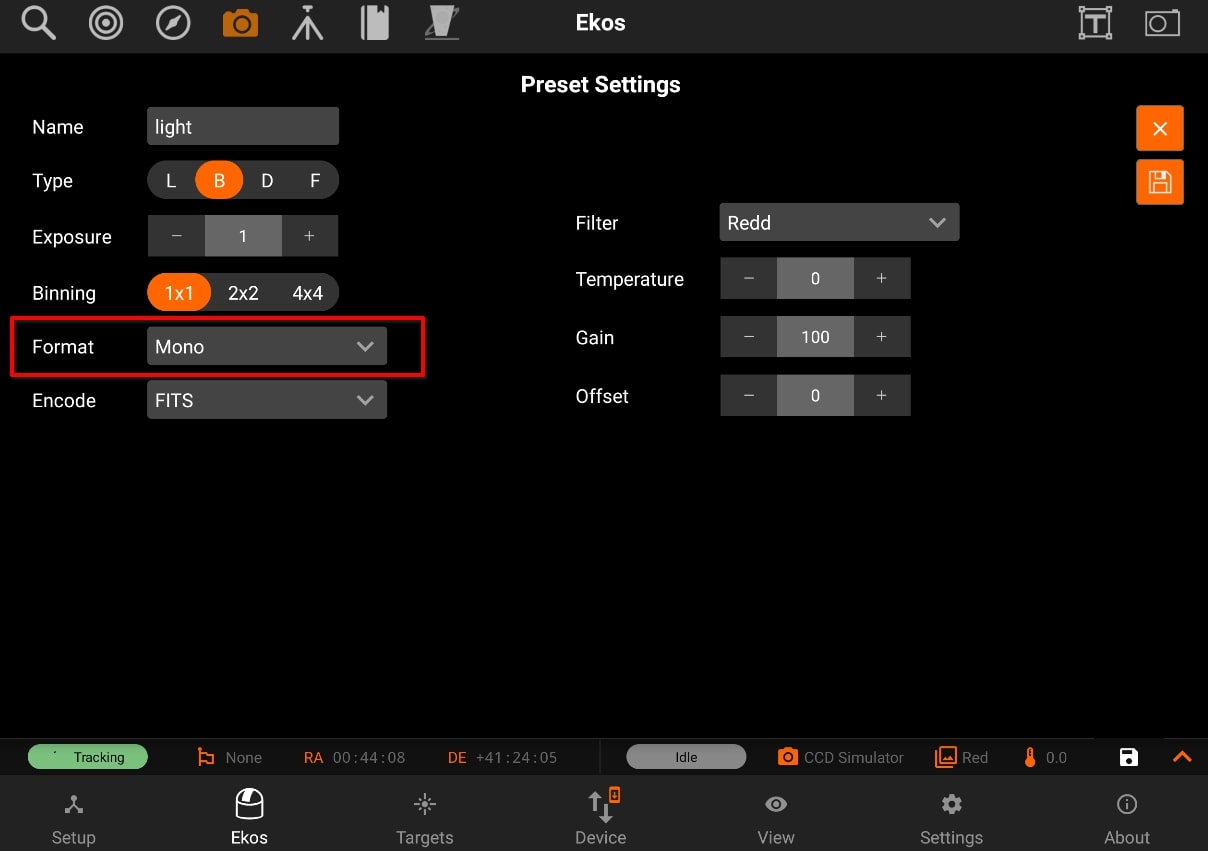 Ekos
Preset Settings
Name light
Type L B D F
Exposure − 1 +
Binning 1x1 2x2 4x4
Format Mono
Encode FITS
Filter Redd
Temperature − 0 +
Gain − 100 +
Offset − 0 +
Tracking None RA 00:44:08 DE +41:24:05 Idle CCD Simulator Red 0.0
Setup Ekos Targets Device View Settings About